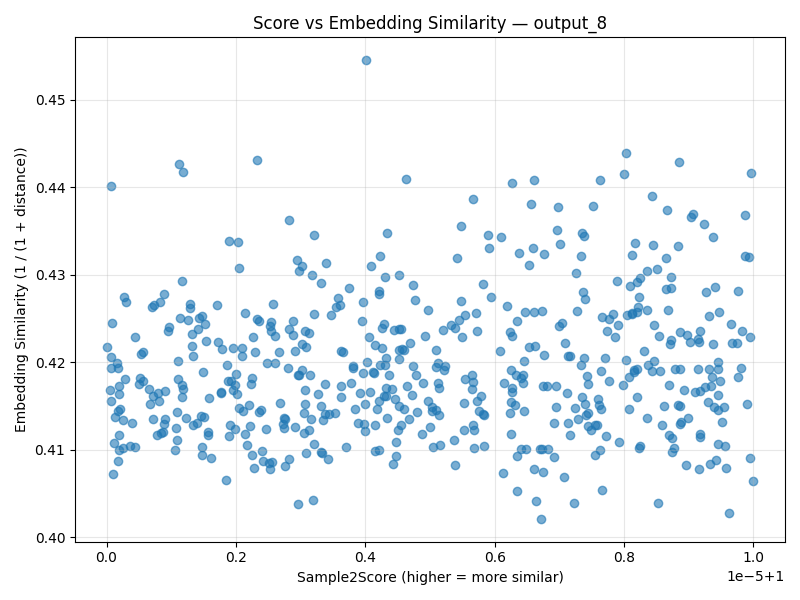 Score vs Embedding Similarity — output_8
Embedding Similarity (1 / (1 + distance))
0.45
0.44
0.43
0.42
0.41
0.40
0.0 0.2 0.4 0.6 0.8 1.0
Sample2Score (higher = more similar)
1e−5+1